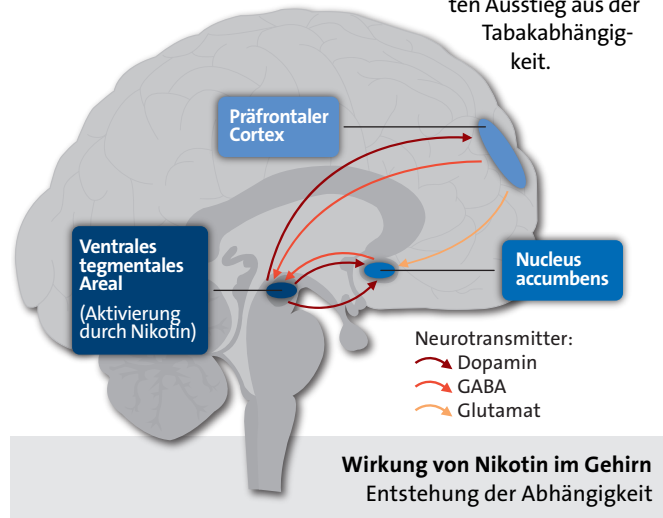 ten Ausstieg aus der
Tabakabhängig-
keit.
Präfrontaler
Cortex
Ventrales
tegmentales
Areal
(Aktivierung
durch Nikotin)
Nucleus
accumbens
Neurotransmitter:
Dopamin
GABA
Glutamat
Wirkung von Nikotin im Gehirn
Entstehung der Abhängigkeit